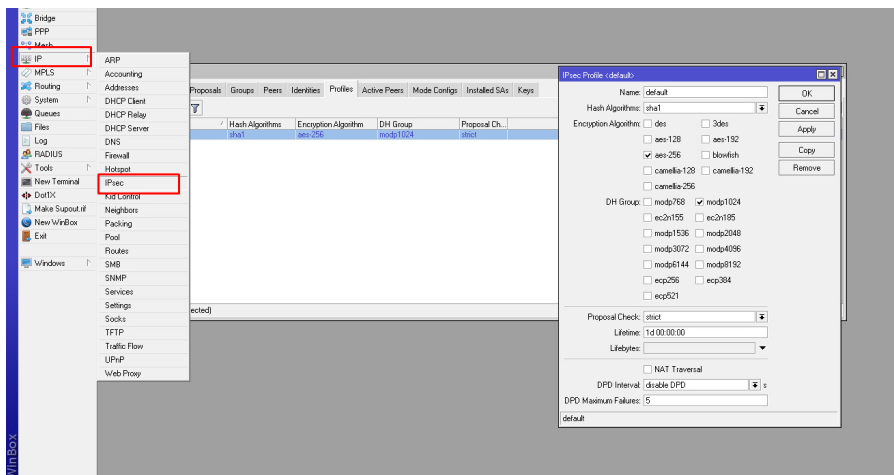 Bridge
PPP
Mesh
IP
MPLS
Routing
System
Queues
Files
Log
RADIUS
Tools
New Terminal
Dot1X
Make Supout.rif
New WinBox
Exit
Windows
WinBox
ARP
Accounting
Addresses
DHCP Client
DHCP Relay
DHCP Server
DNS
Firewall
Hotspot
IPsec
Kid Control
Neighbors
Packing
Pool
Routes
SMB
SNMP
Services
Settings
Socks
TFTP
Traffic Flow
UPnP
Web Proxy
Proposals Groups Peers Identities Profiles Active Peers Mode Configs Installed SAs Keys
Hash Algorithms Encryption Algorithm DH Group Proposal Ch...
sha1 aes-256 modp1024 strict
ected)
IPsec Profile <default>
Name: default
Hash Algorithms: sha1
Encryption Algorithm: des 3des
aes-128 aes-192
aes-256 blowfish
camellia-128 camellia-192
camellia-256
DH Group: modp768 modp1024
ec2n155 ec2n185
modp1536 modp2048
modp3072 modp4096
modp6144 modp8192
ecp256 ecp384
ecp521
Proposal Check: strict
Lifetime: 1d 00:00:00
Lifebytes:
NAT Traversal
DPD Interval: disable DPD s
DPD Maximum Failures: 5
default
OK
Cancel
Apply
Copy
Remove